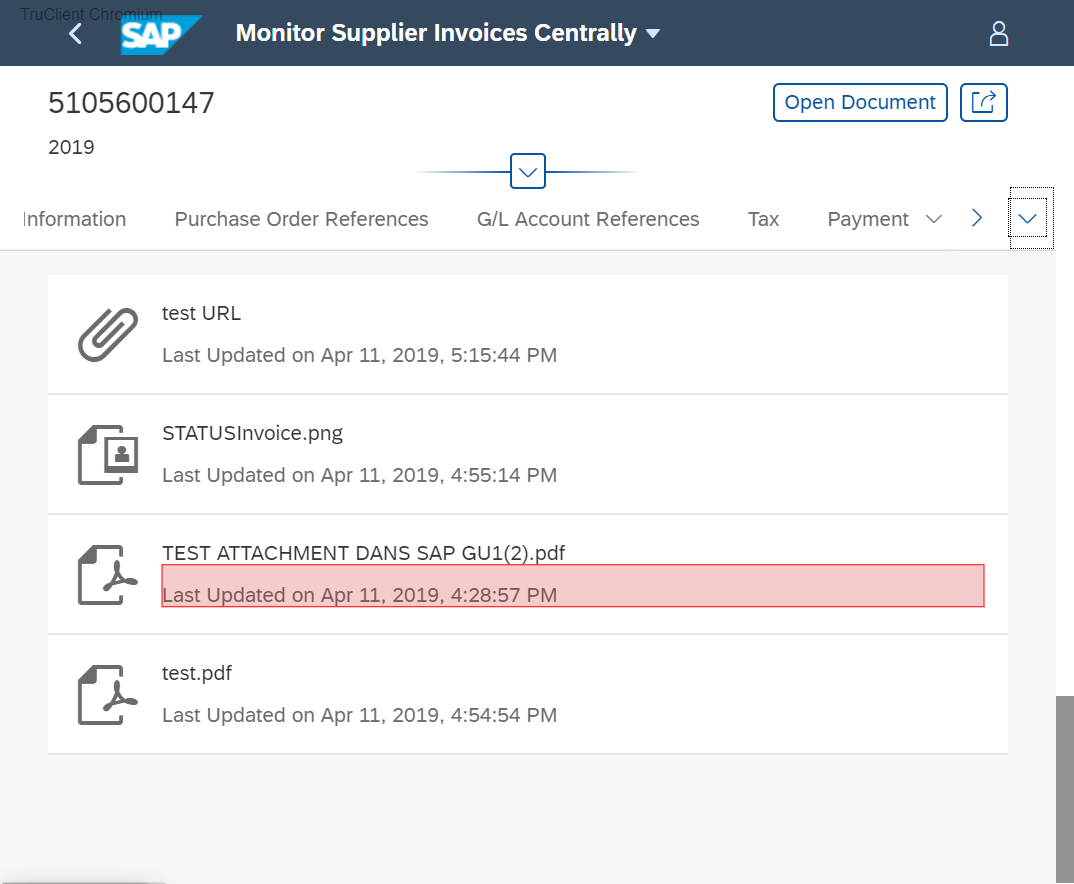 TruClient Chromium
SAP
Monitor Supplier Invoices Centrally
5105600147
Open Document
2019
Information
Purchase Order References
G/L Account References
Tax
Payment
test URL
Last Updated on Apr 11, 2019, 5:15:44 PM
STATUSInvoice.png
Last Updated on Apr 11, 2019, 4:55:14 PM
TEST ATTACHMENT DANS SAP GU1(2).pdf
Last Updated on Apr 11, 2019, 4:28:57 PM
test.pdf
Last Updated on Apr 11, 2019, 4:54:54 PM